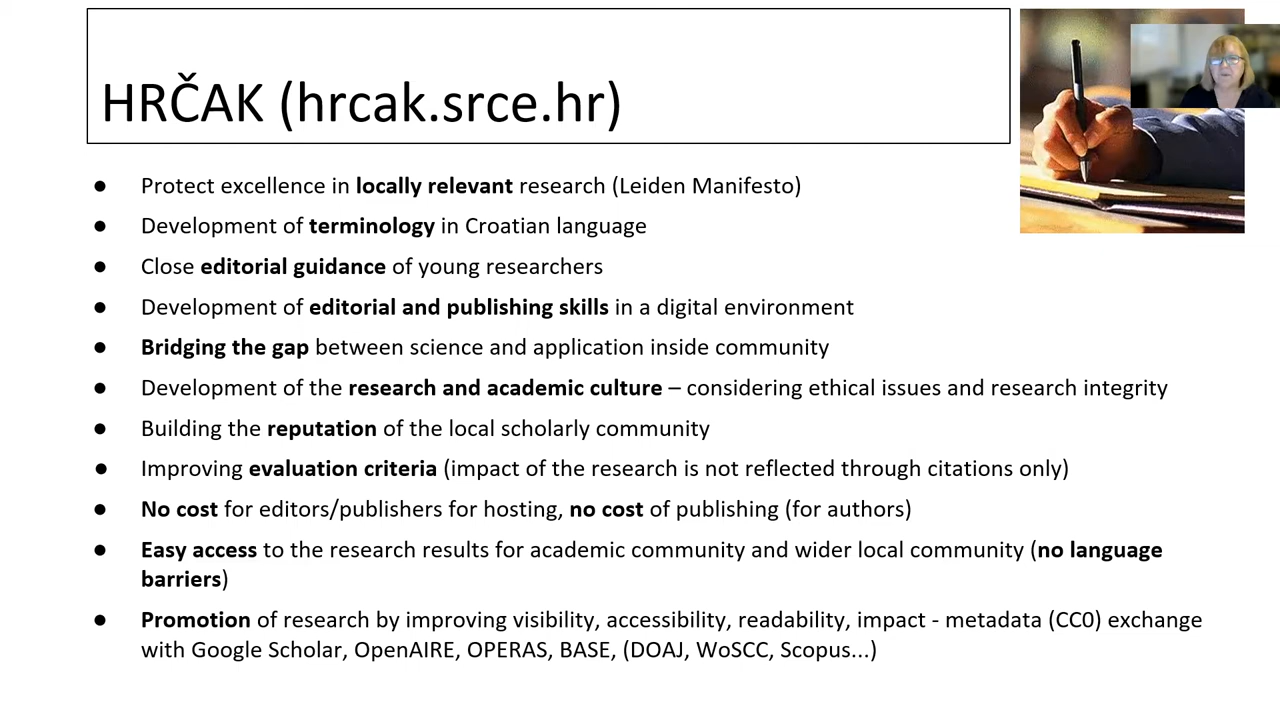 HRČAK (hrcak.srce.hr)
● Protect excellence in locally relevant research (Leiden Manifesto)
● Development of terminology in Croatian language
● Close editorial guidance of young researchers
● Development of editorial and publishing skills in a digital environment
● Bridging the gap between science and application inside community
● Development of the research and academic culture – considering ethical issues and research integrity
● Building the reputation of the local scholarly community
● Improving evaluation criteria (impact of the research is not reflected through citations only)
● No cost for editors/publishers for hosting, no cost of publishing (for authors)
● Easy access to the research results for academic community and wider local community (no language
barriers)
● Promotion of research by improving visibility, accessibility, readability, impact - metadata (CC0) exchange
with Google Scholar, OpenAIRE, OPERAS, BASE, (DOAJ, WoSCC, Scopus...)